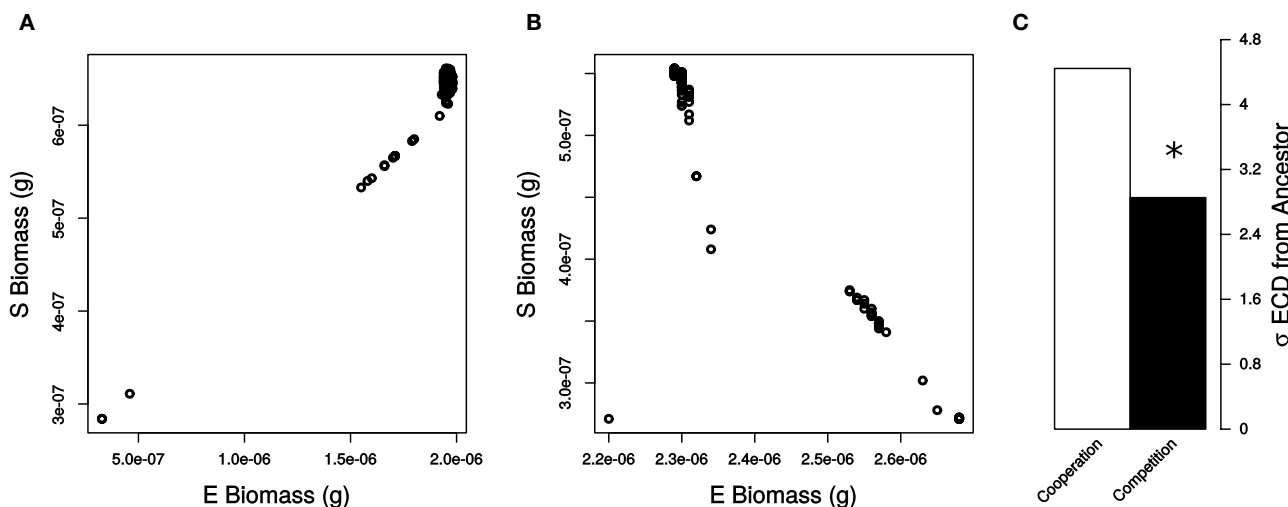 A
S Biomass (g)
6e-07
5e-07
4e-07
3e-07
5.0e-07
1.0e-06
1.5e-06
2.0e-06
E Biomass (g)
B
S Biomass (g)
5.0e-07
4.0e-07
3.0e-07
2.2e-06
2.3e-06
2.4e-06
2.5e-06
2.6e-06
E Biomass (g)
C
*
4.8
4
3.2
2.4
1.6
0.8
0
σ ECD from Ancestor
Cooperation
Competition